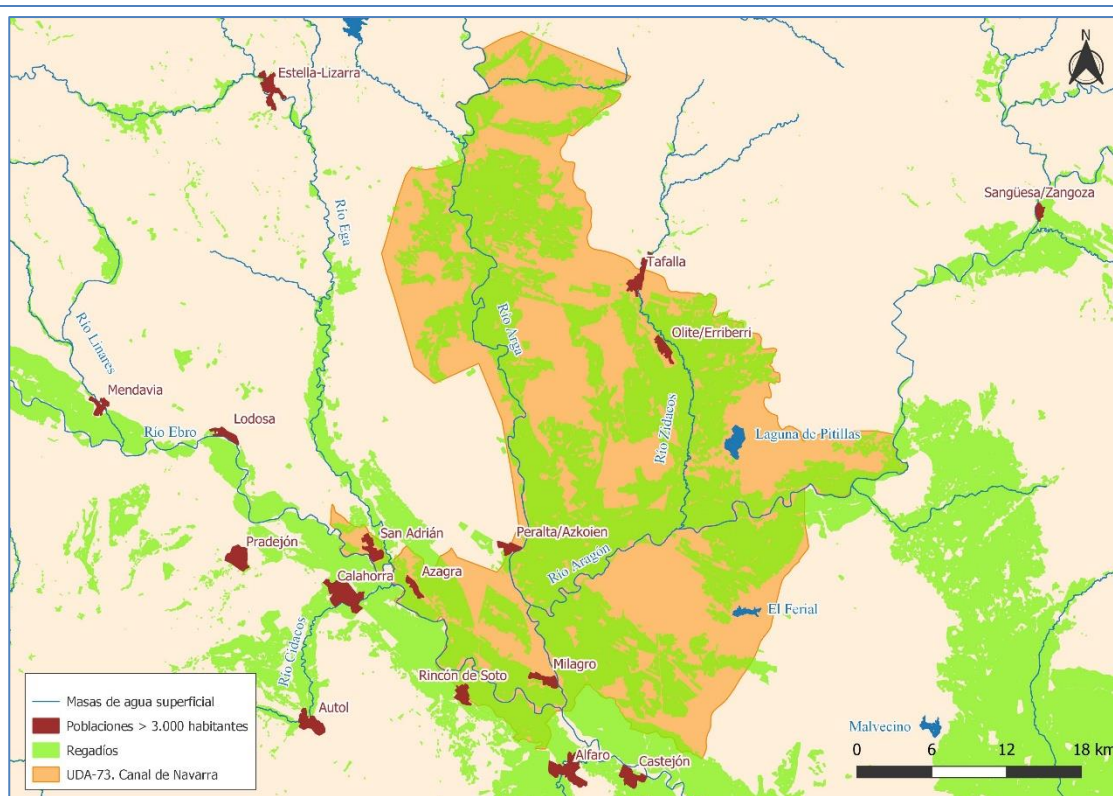 N
Estella-Lizarra
Sangüesa/Zangoza
Río Ega
Tafalla
Río Arga
Olite/Erriberri
Río Linares
Mendavia
Lodosa
Río Ebro
Río Zidacos
Laguna de Pitillas
San Adrián
Peralta/Azkoien
Pradejón
Río Aragón
Calahorra
Azagra
El Ferial
Río Cidacos
Milagro
Rincón de Soto
Autol
Malvecino
Alfaro
Castejón
Masas de agua superficial
Poblaciones > 3.000 habitantes
Regadíos
UDA-73. Canal de Navarra
0 6 12 18 km